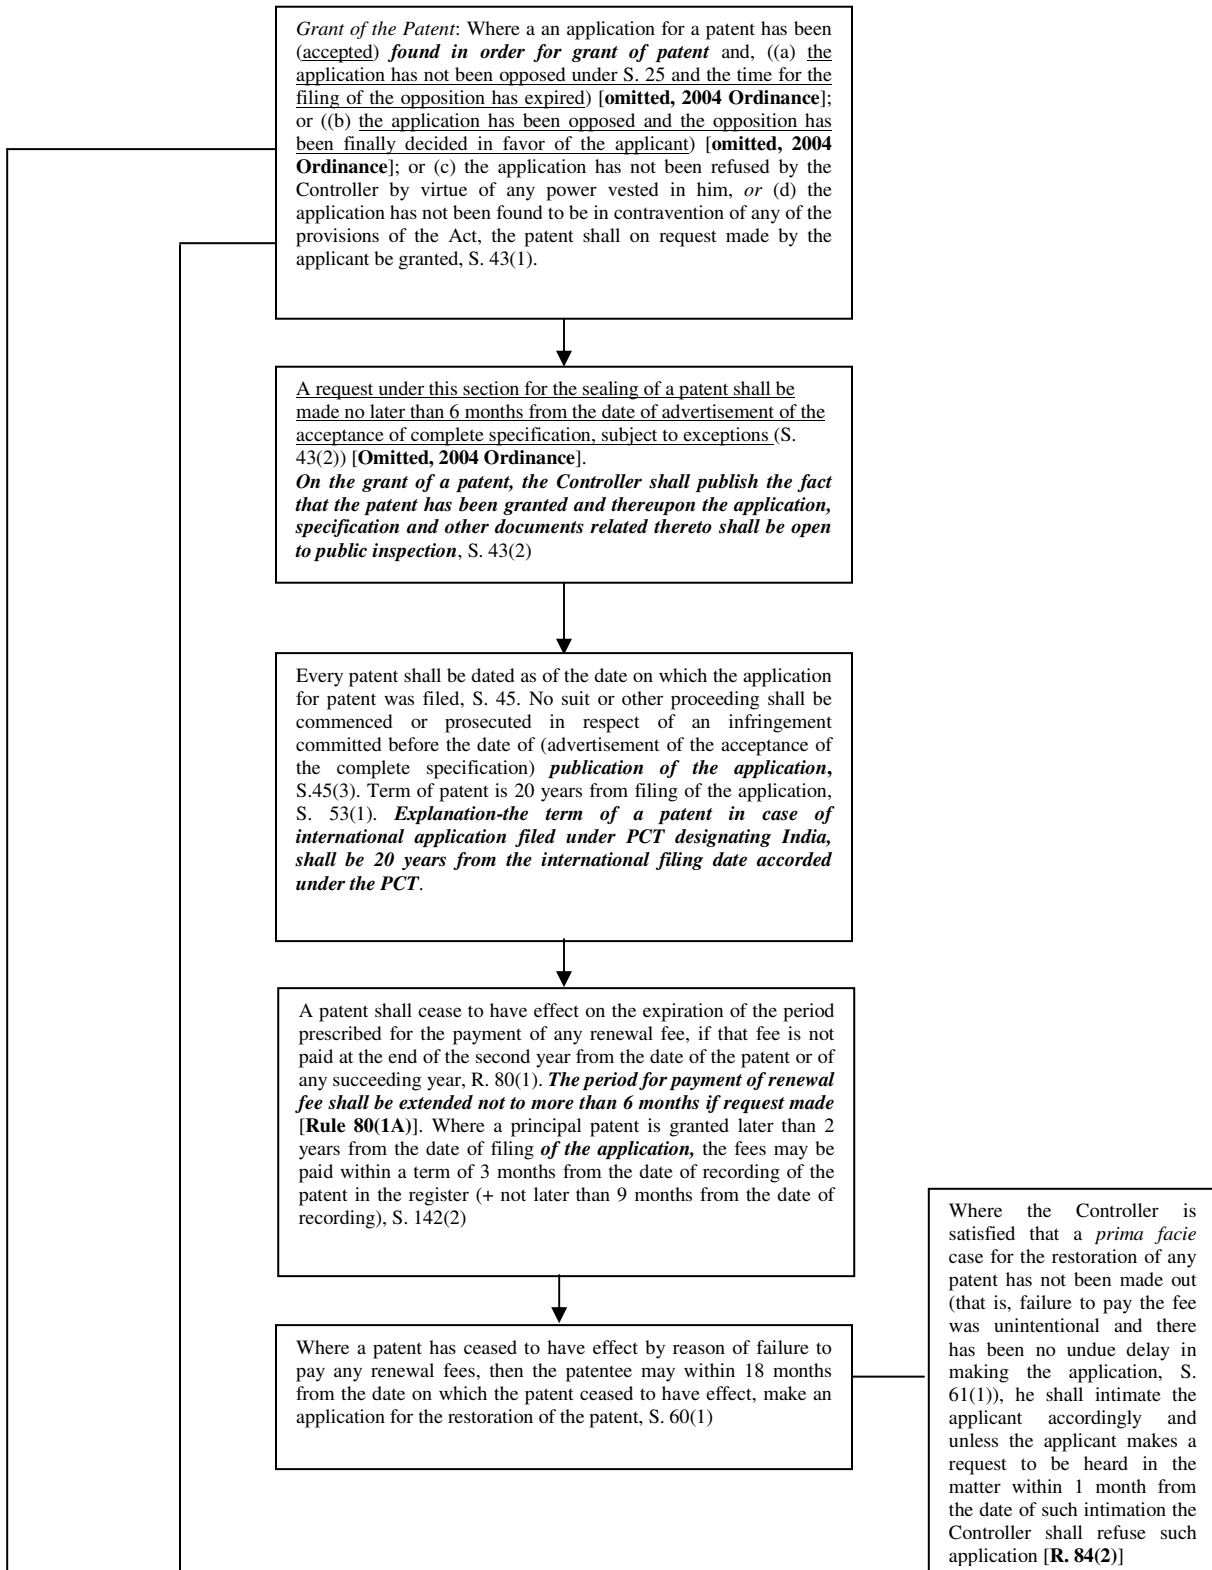 Grant of the Patent: Where a an application for a patent has been
(accepted) found in order for grant of patent and, ((a) the
application has not been opposed under S. 25 and the time for the
filing of the opposition has expired) [omitted, 2004 Ordinance];
or ((b) the application has been opposed and the opposition has
been finally decided in favor of the applicant) [omitted, 2004
Ordinance]; or (c) the application has not been refused by the
Controller by virtue of any power vested in him, or (d) the
application has not been found to be in contravention of any of the
provisions of the Act, the patent shall on request made by the
applicant be granted, S. 43(1).
A request under this section for the sealing of a patent shall be
made no later than 6 months from the date of advertisement of the
acceptance of complete specification, subject to exceptions (S.
43(2)) [Omitted, 2004 Ordinance].
On the grant of a patent, the Controller shall publish the fact
that the patent has been granted and thereupon the application,
specification and other documents related thereto shall be open
to public inspection, S. 43(2)
Every patent shall be dated as of the date on which the application
for patent was filed, S. 45. No suit or other proceeding shall be
commenced or prosecuted in respect of an infringement
committed before the date of (advertisement of the acceptance of
the complete specification) publication of the application,
S.45(3). Term of patent is 20 years from filing of the application,
S. 53(1). Explanation-the term of a patent in case of
international application filed under PCT designating India,
shall be 20 years from the international filing date accorded
under the PCT.
A patent shall cease to have effect on the expiration of the period
prescribed for the payment of any renewal fee, if that fee is not
paid at the end of the second year from the date of the patent or of
any succeeding year, R. 80(1). The period for payment of renewal
fee shall be extended not to more than 6 months if request made
[Rule 80(1A)]. Where a principal patent is granted later than 2
years from the date of filing of the application, the fees may be
paid within a term of 3 months from the date of recording of the
patent in the register (+ not later than 9 months from the date of
recording), S. 142(2)
Where a patent has ceased to have effect by reason of failure to
pay any renewal fees, then the patentee may within 18 months
from the date on which the patent ceased to have effect, make an
application for the restoration of the patent, S. 60(1)
Where the Controller is
satisfied that a prima facie
case for the restoration of any
patent has not been made out
(that is, failure to pay the fee
was unintentional and there
has been no undue delay in
making the application, S.
61(1)), he shall intimate the
applicant accordingly and
unless the applicant makes a
request to be heard in the
matter within 1 month from
the date of such intimation the
Controller shall refuse such
application [R. 84(2)]